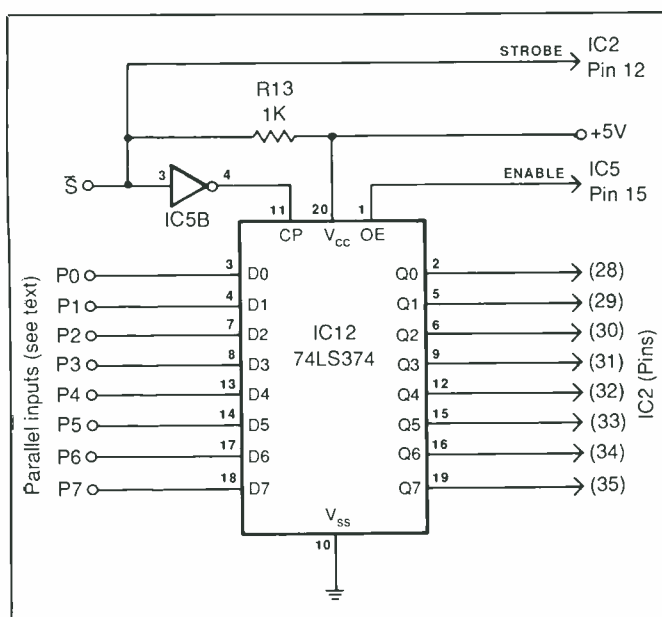 STROBE
IC2
Pin 12
R13
1K
+5V
S̅
3
4
IC5B
ENABLE
IC5
Pin 15
11
20
1
CP
Vcc
OE
Parallel inputs (see text)
P0
3
D0
Q0
2
(28)
P1
4
D1
Q1
5
(29)
P2
7
D2
IC12
Q2
6
(30)
P3
8
D3
74LS374
Q3
9
(31)
P4
13
D4
Q4
12
(32)
P5
14
D5
Q5
15
(33)
P6
17
D6
Q6
16
(34)
P7
18
D7
Q7
19
(35)
IC2 (Pins)
Vss
10